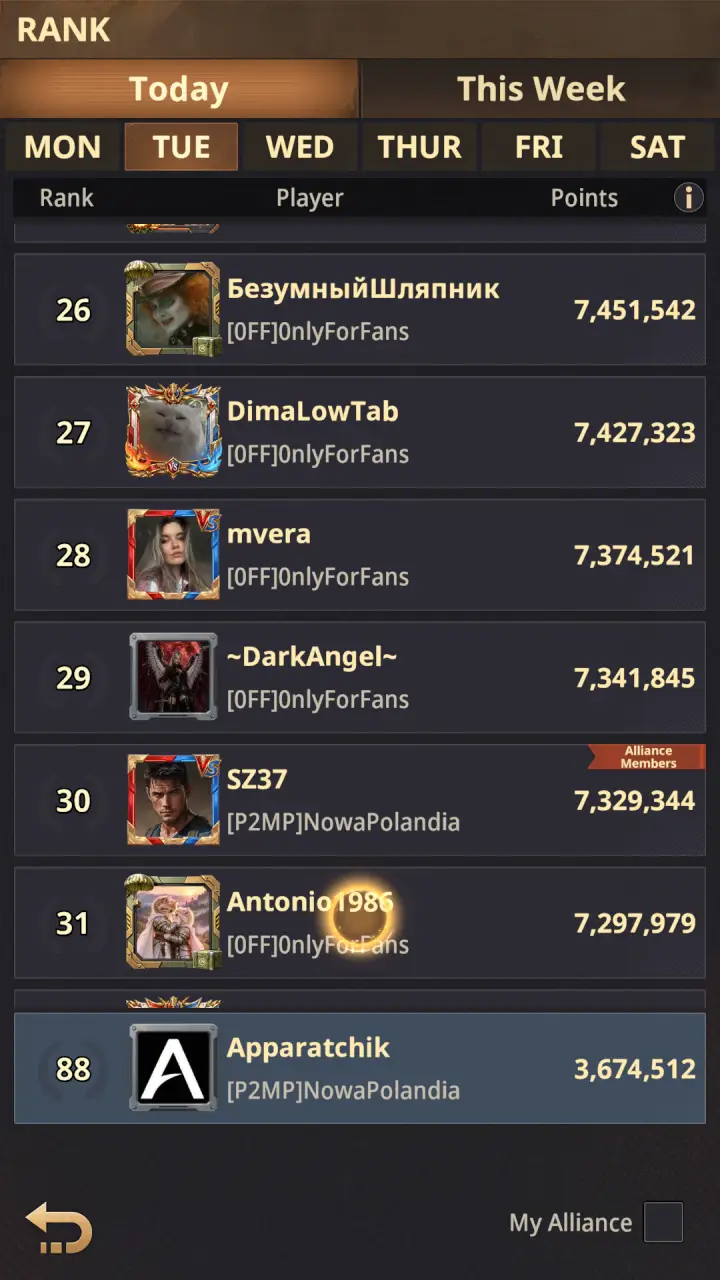 RANK
Today
This Week
MON
TUE
WED
THUR
FRI
SAT
Rank
Player
Points
26
БезумныйШляпник
[0FF]0nlyForFans
7,451,542
27
DimaLowTab
[0FF]0nlyForFans
7,427,323
28
mvera
[0FF]0nlyForFans
7,374,521
29
~DarkAngel~
[0FF]0nlyForFans
7,341,845
Alliance
Members
30
SZ37
[P2MP]NowaPolandia
7,329,344
31
Antonio1986
[0FF]0nlyForFans
7,297,979
88
Apparatchik
[P2MP]NowaPolandia
3,674,512
My Alliance